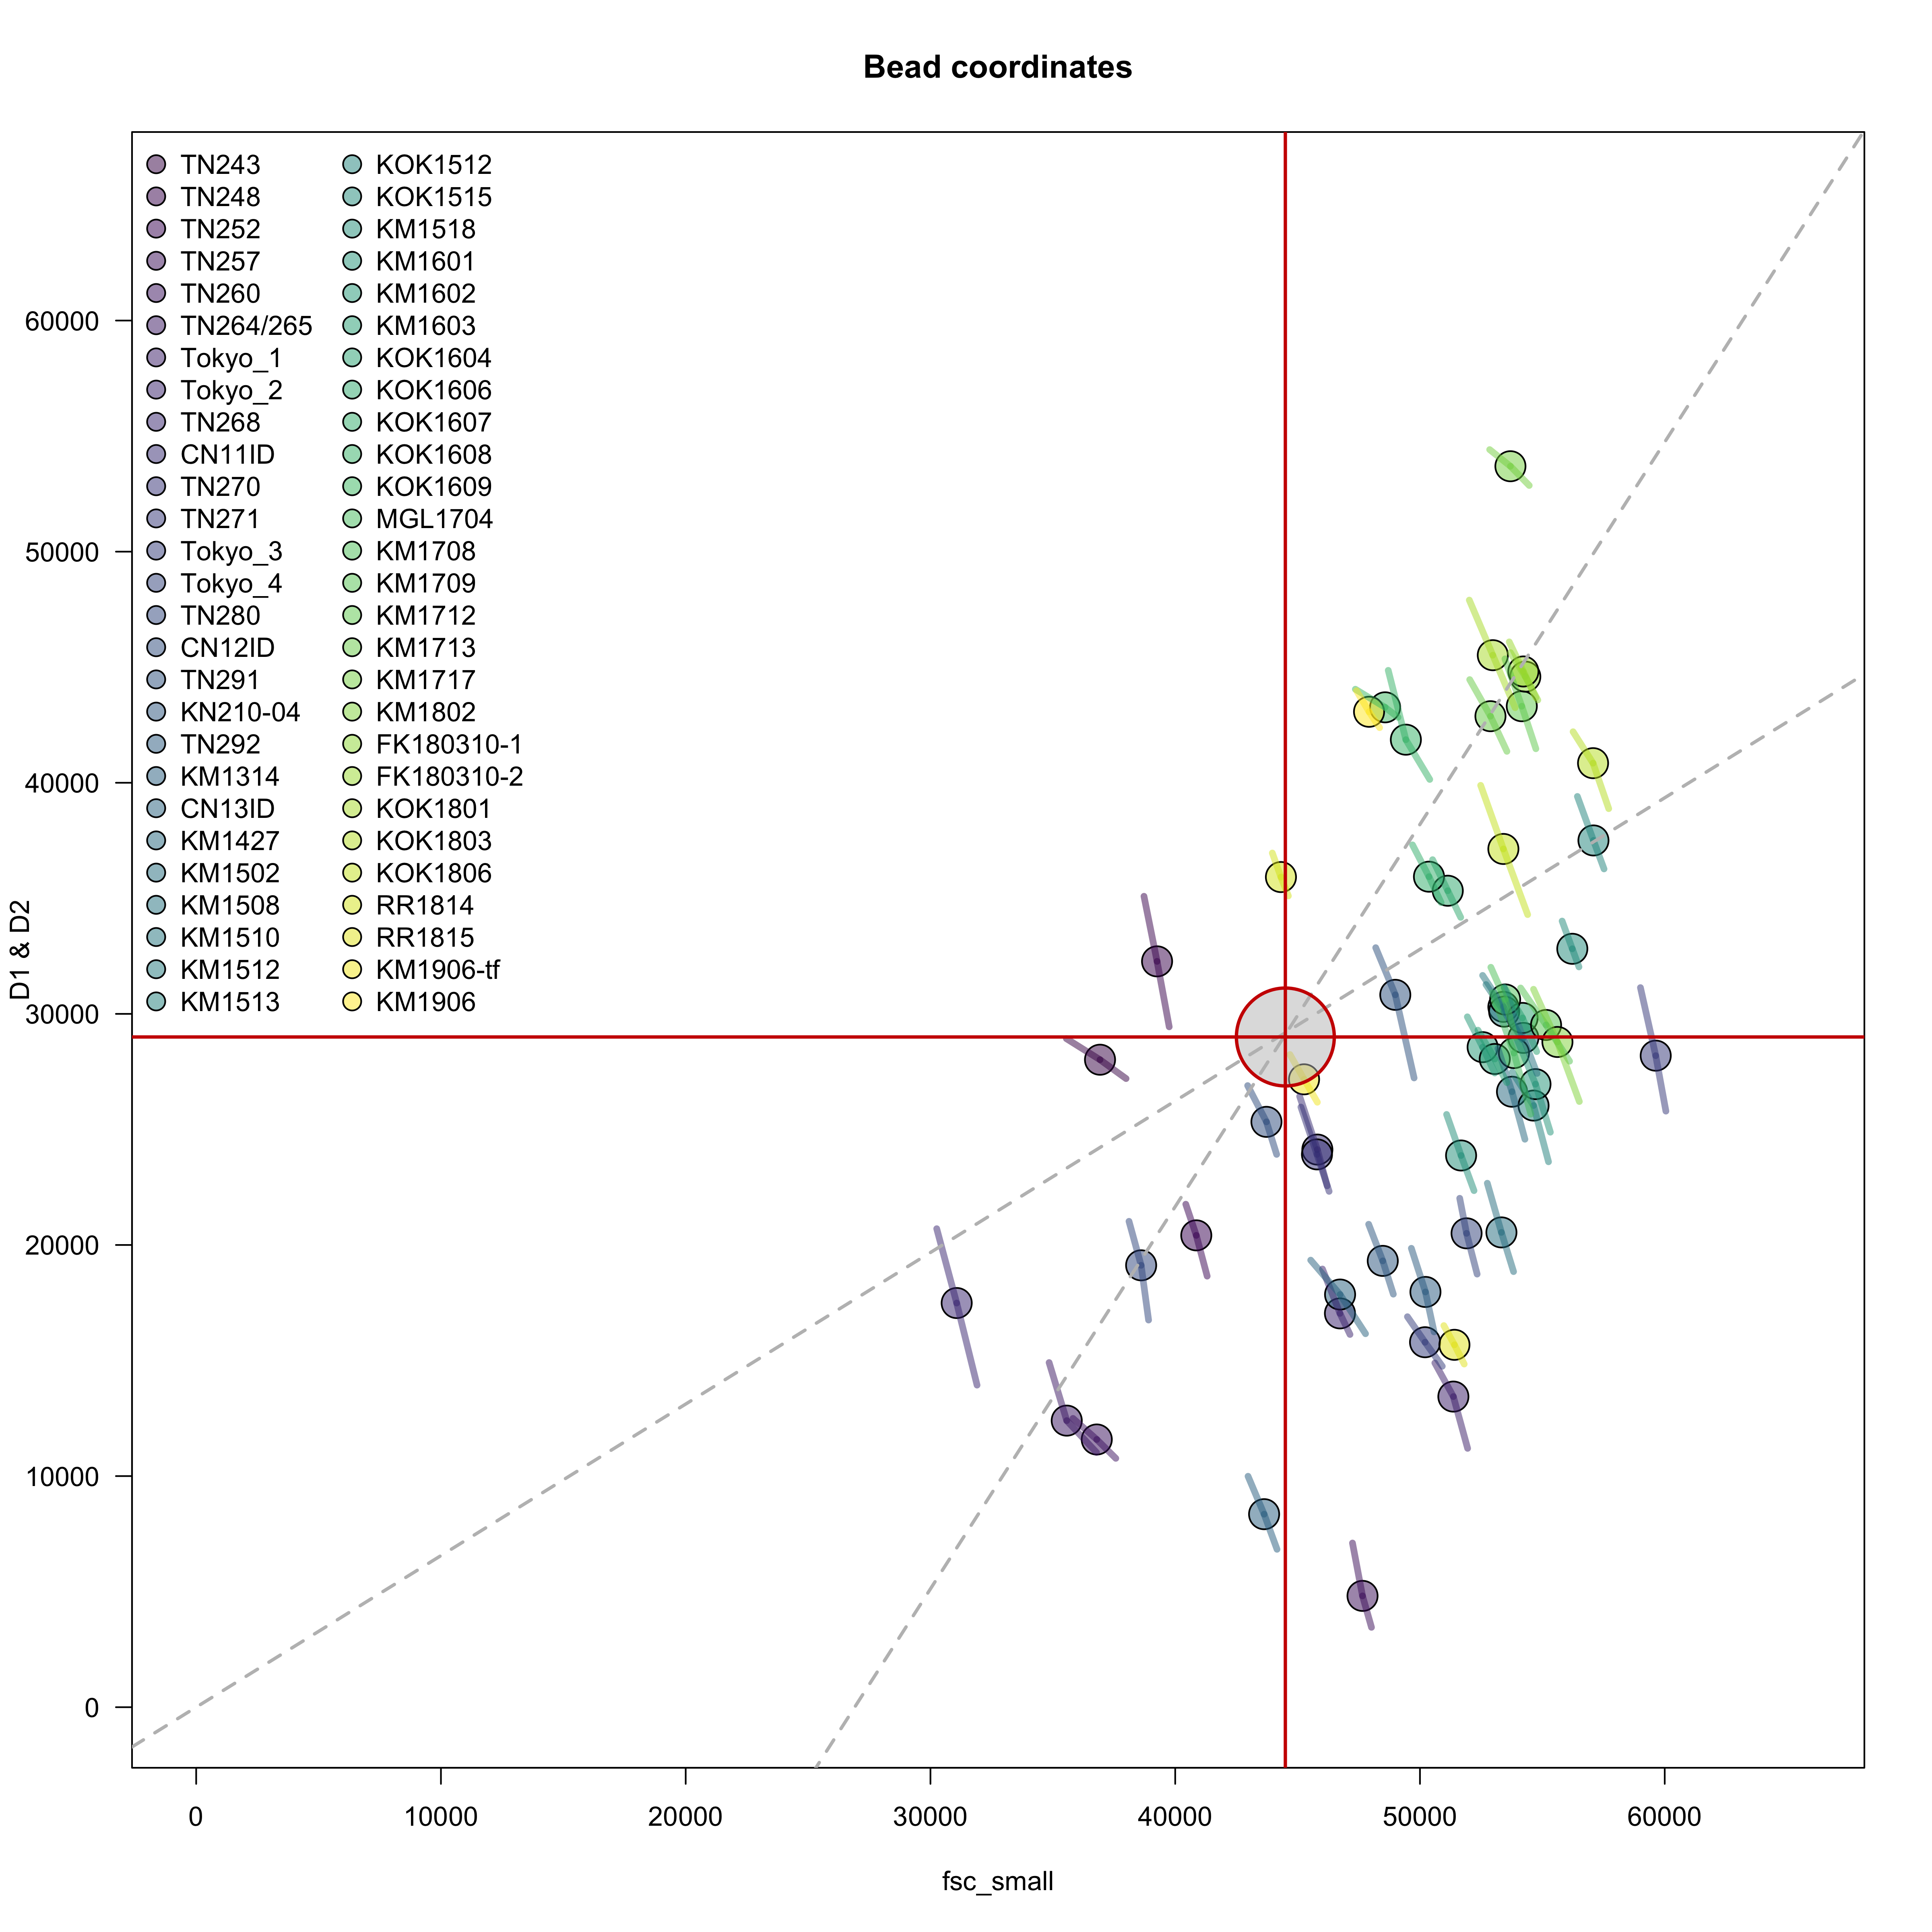 Bead coordinates
TN243
TN248
TN252
TN257
TN260
TN264/265
Tokyo_1
Tokyo_2
TN268
CN11ID
TN270
TN271
Tokyo_3
Tokyo_4
TN280
CN12ID
TN291
KN210-04
TN292
KM1314
CN13ID
KM1427
KM1502
KM1508
KM1510
KM1512
KM1513
KOK1512
KOK1515
KM1518
KM1601
KM1602
KM1603
KOK1604
KOK1606
KOK1607
KOK1608
KOK1609
MGL1704
KM1708
KM1709
KM1712
KM1713
KM1717
KM1802
FK180310-1
FK180310-2
KOK1801
KOK1803
KOK1806
RR1814
RR1815
KM1906-tf
KM1906
D1 & D2
60000
50000
40000
30000
20000
10000
0
0 10000 20000 30000 40000 50000 60000
fsc_small